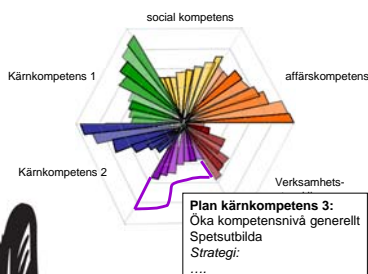 social kompetens
Kärnkompetens 1
affärskompetens
Kärnkompetens 2
Verksamhets-
Plan kärnkompetens 3:
Öka kompetensnivå generellt
Spetsutbilda
Strategi:
....